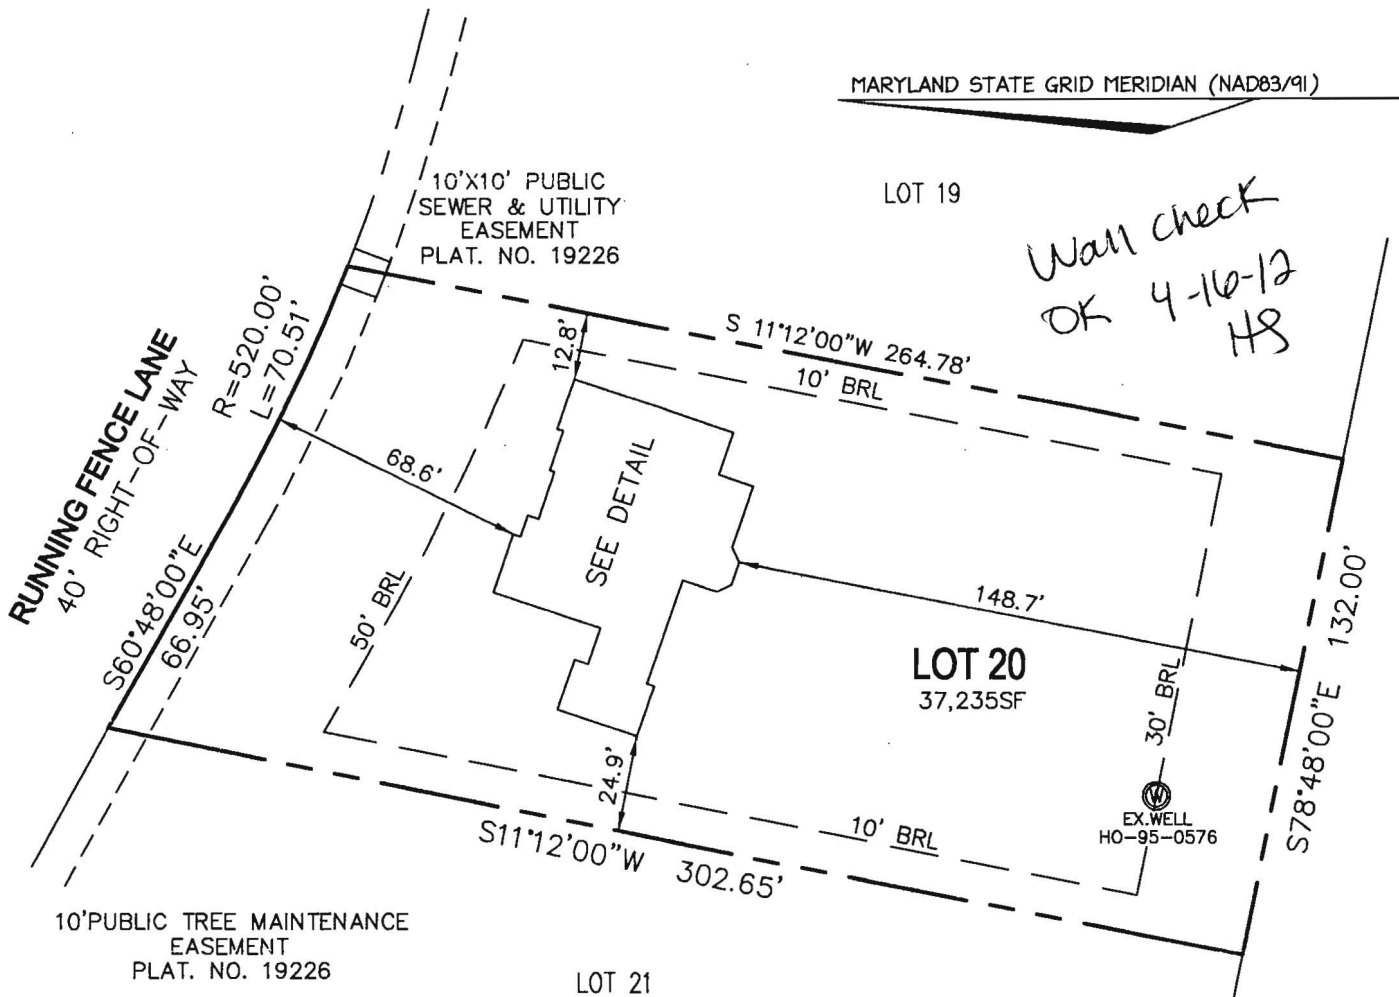 MARYLAND STATE GRID MERIDIAN (NAD83/91)
LOT 19
Wall check
OK 4-16-12
HS
10'X10' PUBLIC
SEWER & UTILITY
EASEMENT
PLAT. NO. 19226
R=520.00'
L=70.51'
RUNNING FENCE LANE
40' RIGHT-OF-WAY
S60°48'00"E
66.95'
12.8'
S 11°12'00"W 264.78'
10' BRL
68.6'
SEE DETAIL
50' BRL
148.7'
LOT 20
37,235SF
30' BRL
132.00'
S78°48'00"E
24.9'
EX.WELL
HO-95-0576
W
10' BRL
S11°12'00"W 302.65'
10'PUBLIC TREE MAINTENANCE
EASEMENT
PLAT. NO. 19226
LOT 21